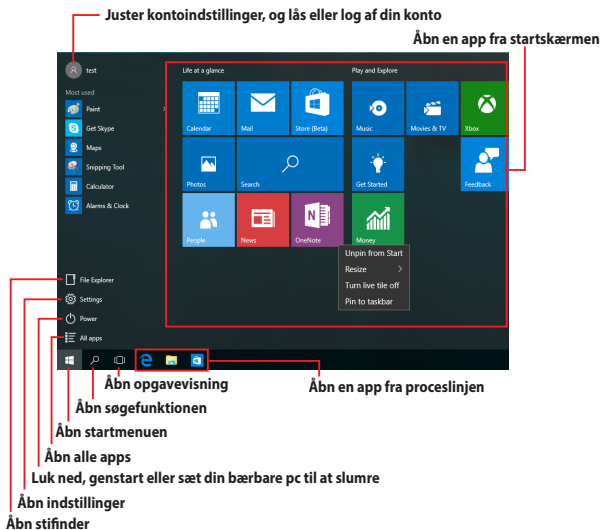 Juster kontoindstillinger, og lås eller log af din konto
Åbn en app fra startskærmen
test
Life at a glance
Play and Explore
Most used
Paint
Get Skype
Maps
Snipping Tool
Calculator
Alarms & Clock
Calendar
Mail
Store (Beta)
Music
Movies & TV
Xbox
Photos
Search
Get Started
Feedback
People
News
OneNote
Money
Unpin from Start
Resize
Turn live tile off
Pin to taskbar
File Explorer
Settings
Power
All apps
Åbn opgavevisning
Åbn en app fra proceslinjen
Åbn søgefunktionen
Åbn startmenuen
Åbn alle apps
Luk ned, genstart eller sæt din bærbare pc til at slumre
Åbn indstillinger
Åbn stifinder